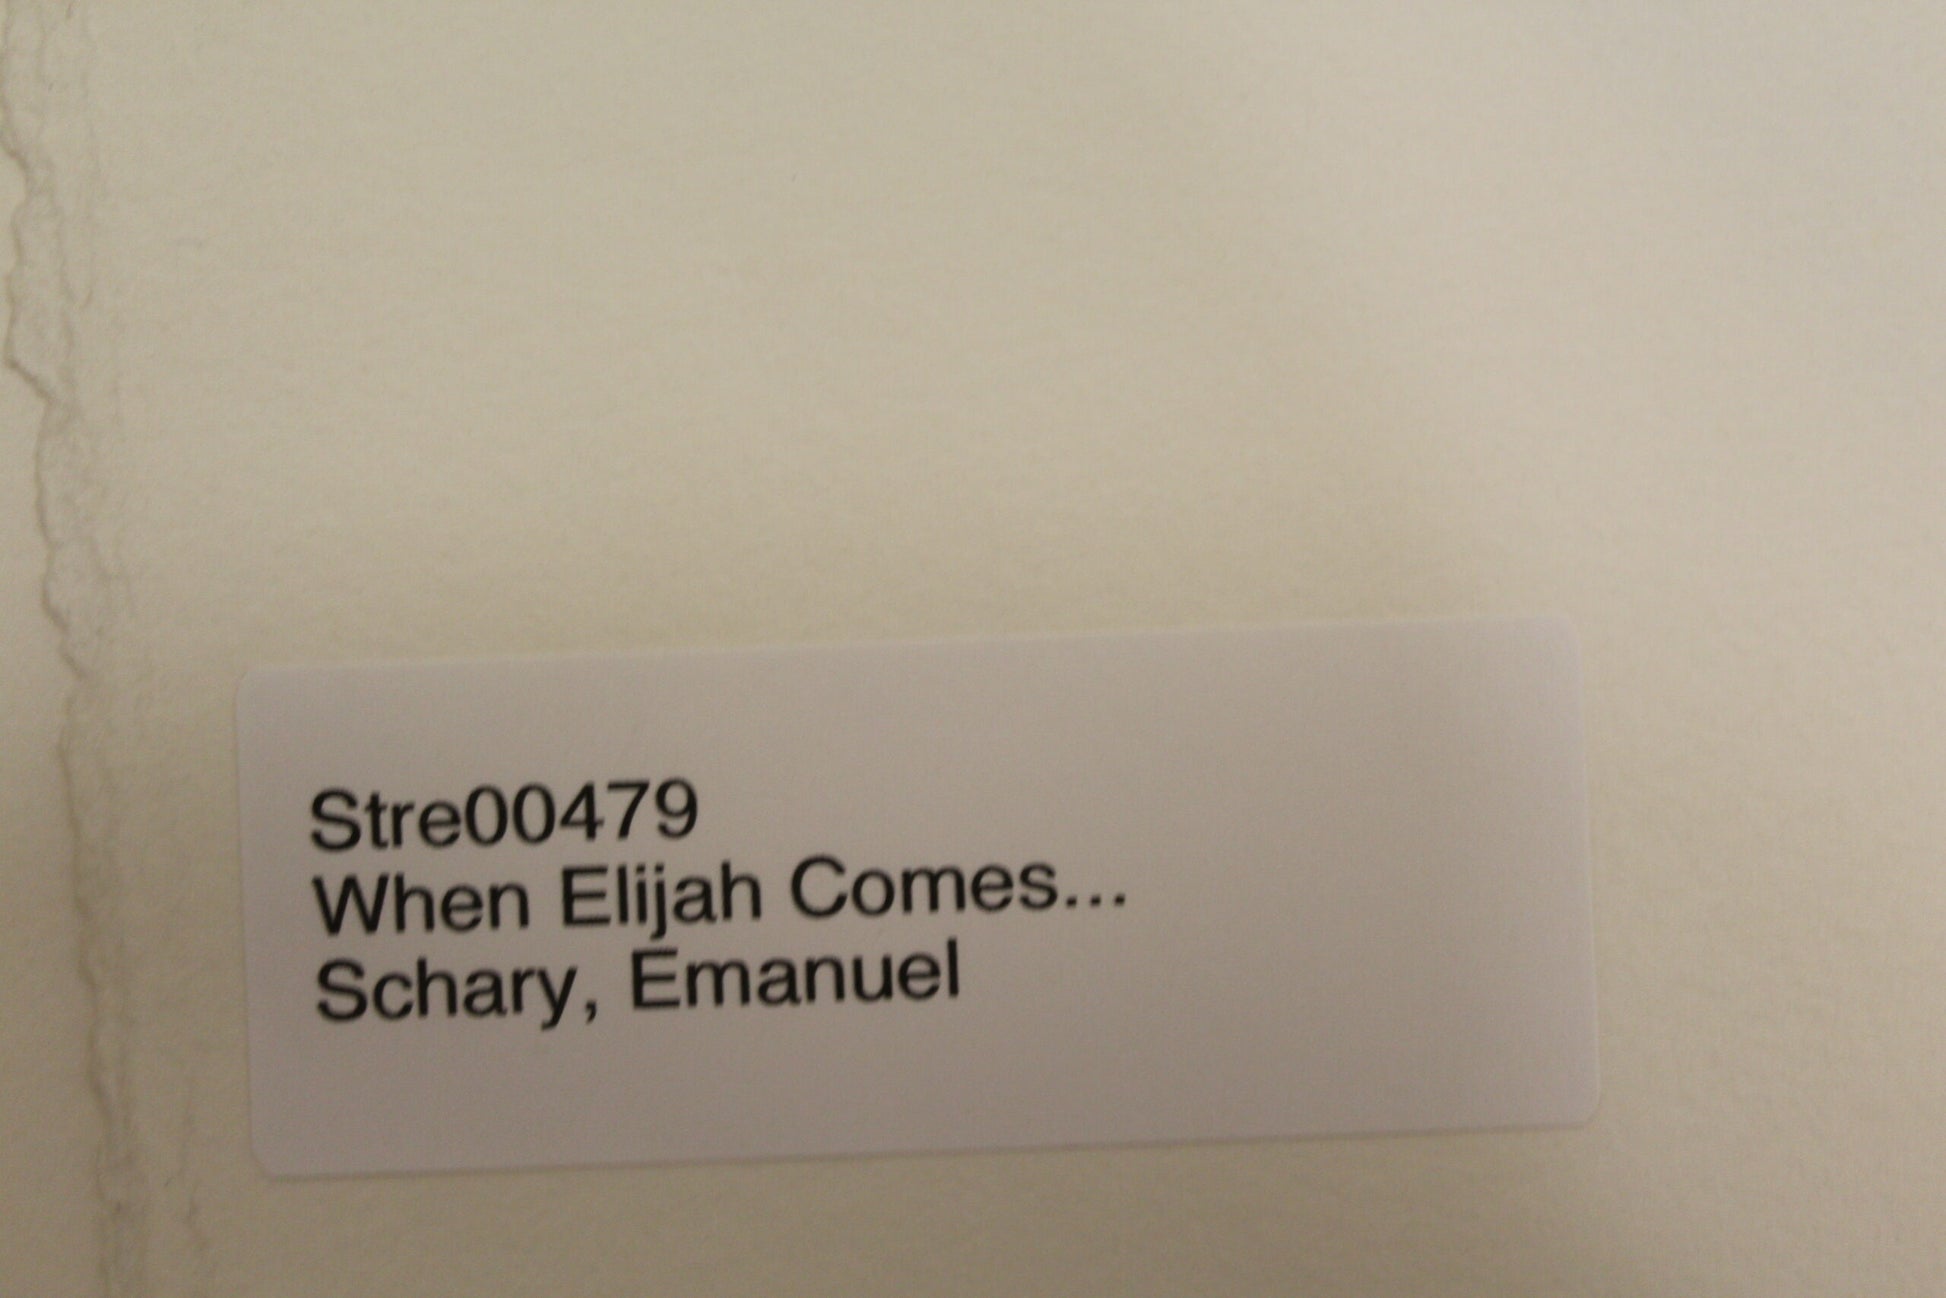 Stre00479
When Elijah Comes...
Schary, Emanuel